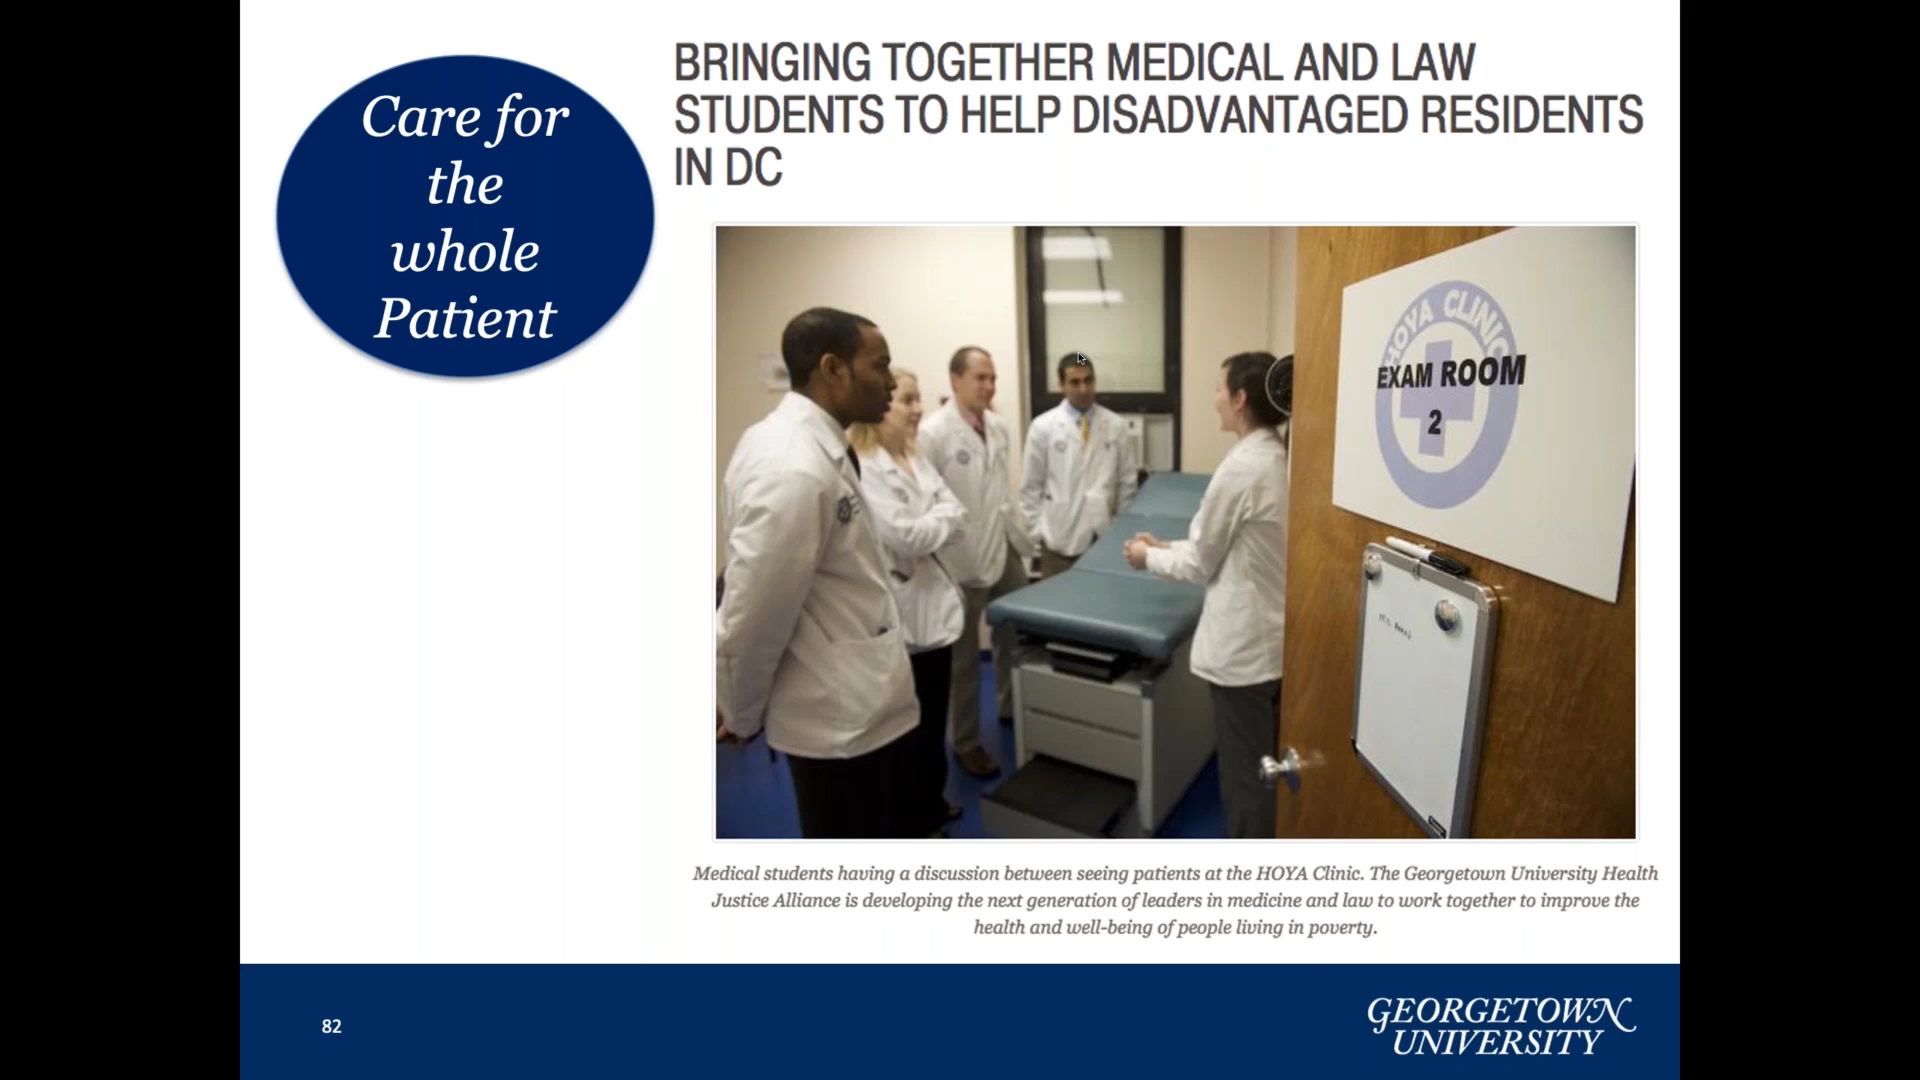 Care for
the
whole
Patient
BRINGING TOGETHER MEDICAL AND LAW
STUDENTS TO HELP DISADVANTAGED RESIDENTS
IN DC
HOYA CLINIC
EXAM ROOM
2
Medical students having a discussion between seeing patients at the HOYA Clinic. The Georgetown University Health
Justice Alliance is developing the next generation of leaders in medicine and law to work together to improve the
health and well-being of people living in poverty.
82
GEORGETOWN
UNIVERSITY